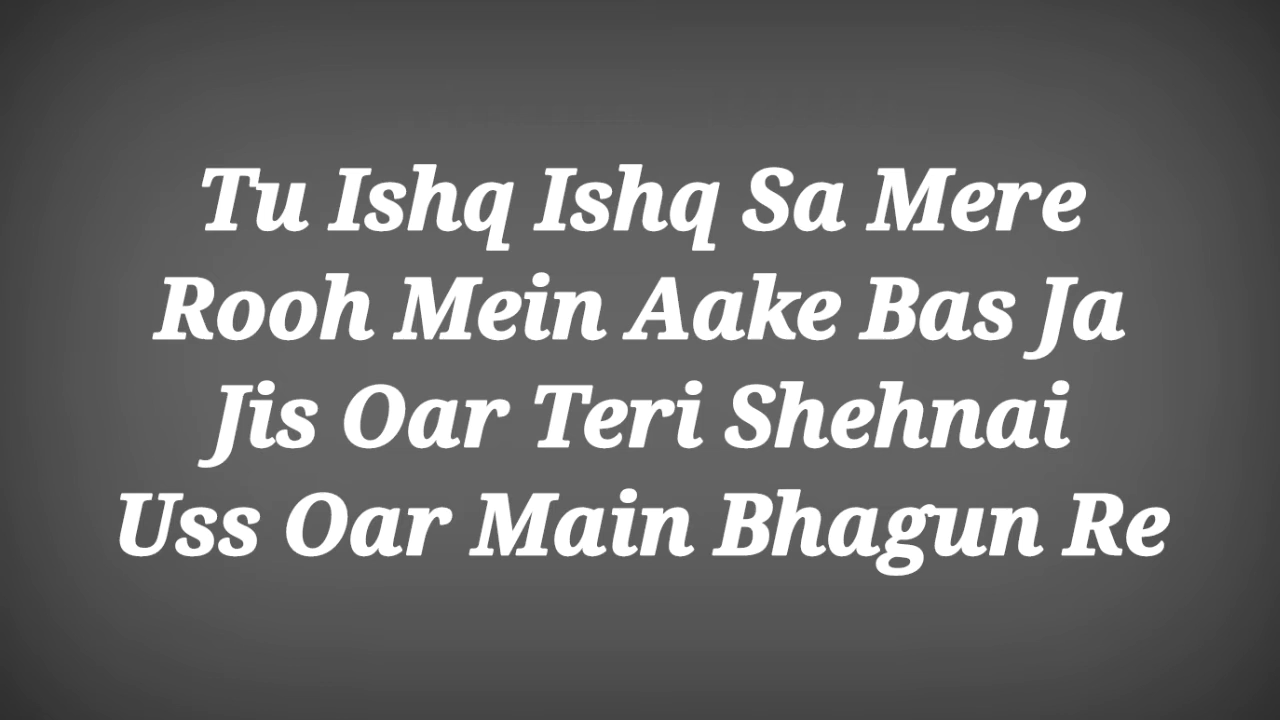 Tu Ishq Ishq Sa Mere
Rooh Mein Aake Bas Ja
Jis Oar Teri Shehnai
Uss Oar Main Bhagun Re